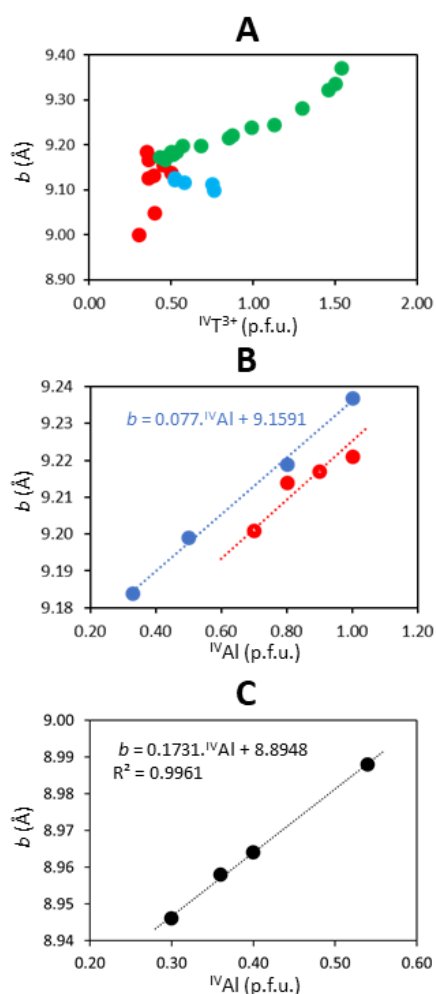 A
9.40
9.30
9.20
9.10
9.00
8.90
b (Å)
0.00 0.50 1.00 1.50 2.00
ᴵⱽT³⁺ (p.f.u.)
B
9.24
9.23
9.22
9.21
9.20
9.19
9.18
b (Å)
b = 0.077.ᴵⱽAl + 9.1591
0.20 0.40 0.60 0.80 1.00 1.20
ᴵⱽAl (p.f.u.)
C
9.00
8.99
8.98
8.97
8.96
8.95
8.94
b (Å)
b = 0.1731.ᴵⱽAl + 8.8948
R² = 0.9961
0.20 0.30 0.40 0.50 0.60
ᴵⱽAl (p.f.u.)